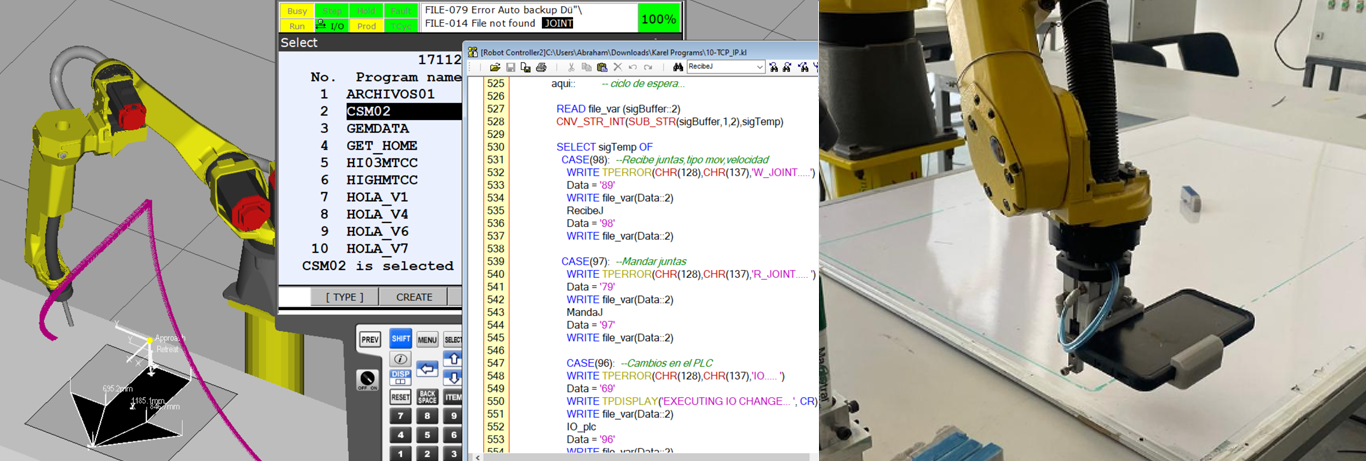 Busy Step Hold Fault
Run I/O Prod TCyc
FILE-079 Error Auto backup Dü"\
FILE-014 File not found JOINT
100%
Select
17112
No. Program name
1 ARCHIVOS01
2 CSM02
3 GEMDATA
4 GET_HOME
5 HI03MTCC
6 HIGHMTCC
7 HOLA_V1
8 HOLA_V4
9 HOLA_V6
10 HOLA_V7
CSM02 is selected
[ TYPE ] CREATE
PREV SHIFT MENU SELECT
OFF ON
i
DISP
RESET BACK SPACE ITEM
7 8 9
4 5 6
1 2 3
Approach
Retreat
695.2mm
1185.1mm
[Robot Controller2]C:\Users\Abraham\Downloads\Karel Programs\10-TCP_IP.kl
RecibeJ
525 aqui:: -- ciclo de espera...
526
527 READ file_var (sigBuffer::2)
528 CNV_STR_INT(SUB_STR(sigBuffer,1,2),sigTemp)
529
530 SELECT sigTemp OF
531 CASE(98): --Recibe juntas,tipo mov,velocidad
532 WRITE TPERROR(CHR(128),CHR(137),'W_JOINT.....')
533 Data = '89'
534 WRITE file_var(Data::2)
535 RecibeJ
536 Data = '98'
537 WRITE file_var(Data::2)
538
539 CASE(97): --Mandar juntas
540 WRITE TPERROR(CHR(128),CHR(137),'R_JOINT..... ')
541 Data = '79'
542 WRITE file_var(Data::2)
543 MandaJ
544 Data = '97'
545 WRITE file_var(Data::2)
546
547 CASE(96): --Cambios en el PLC
548 WRITE TPERROR(CHR(128),CHR(137),'IO..... ')
549 Data = '69'
550 WRITE TPDISPLAY('EXECUTING IO CHANGE... ', CR)
551 WRITE file_var(Data::2)
552 IO_plc
553 Data = '96'
554 WRITE file_var(Data::2)